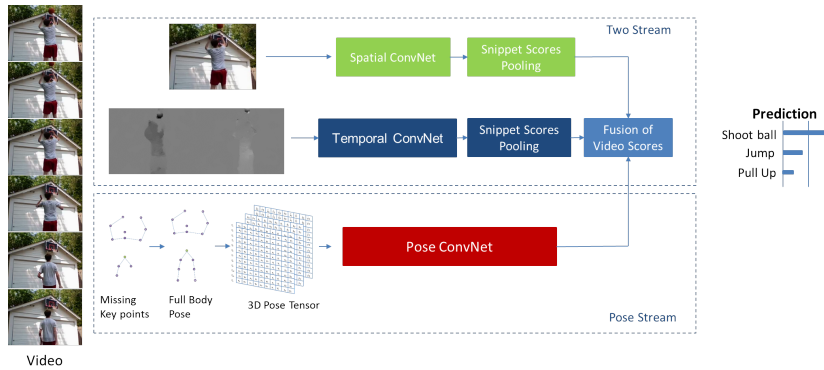 Two Stream
Spatial ConvNet
Snippet Scores
Pooling
Temporal ConvNet
Snippet Scores
Pooling
Fusion of
Video Scores
Prediction
Shoot ball
Jump
Pull Up
Pose ConvNet
Missing
Key points
Full Body
Pose
3D Pose Tensor
Pose Stream
Video